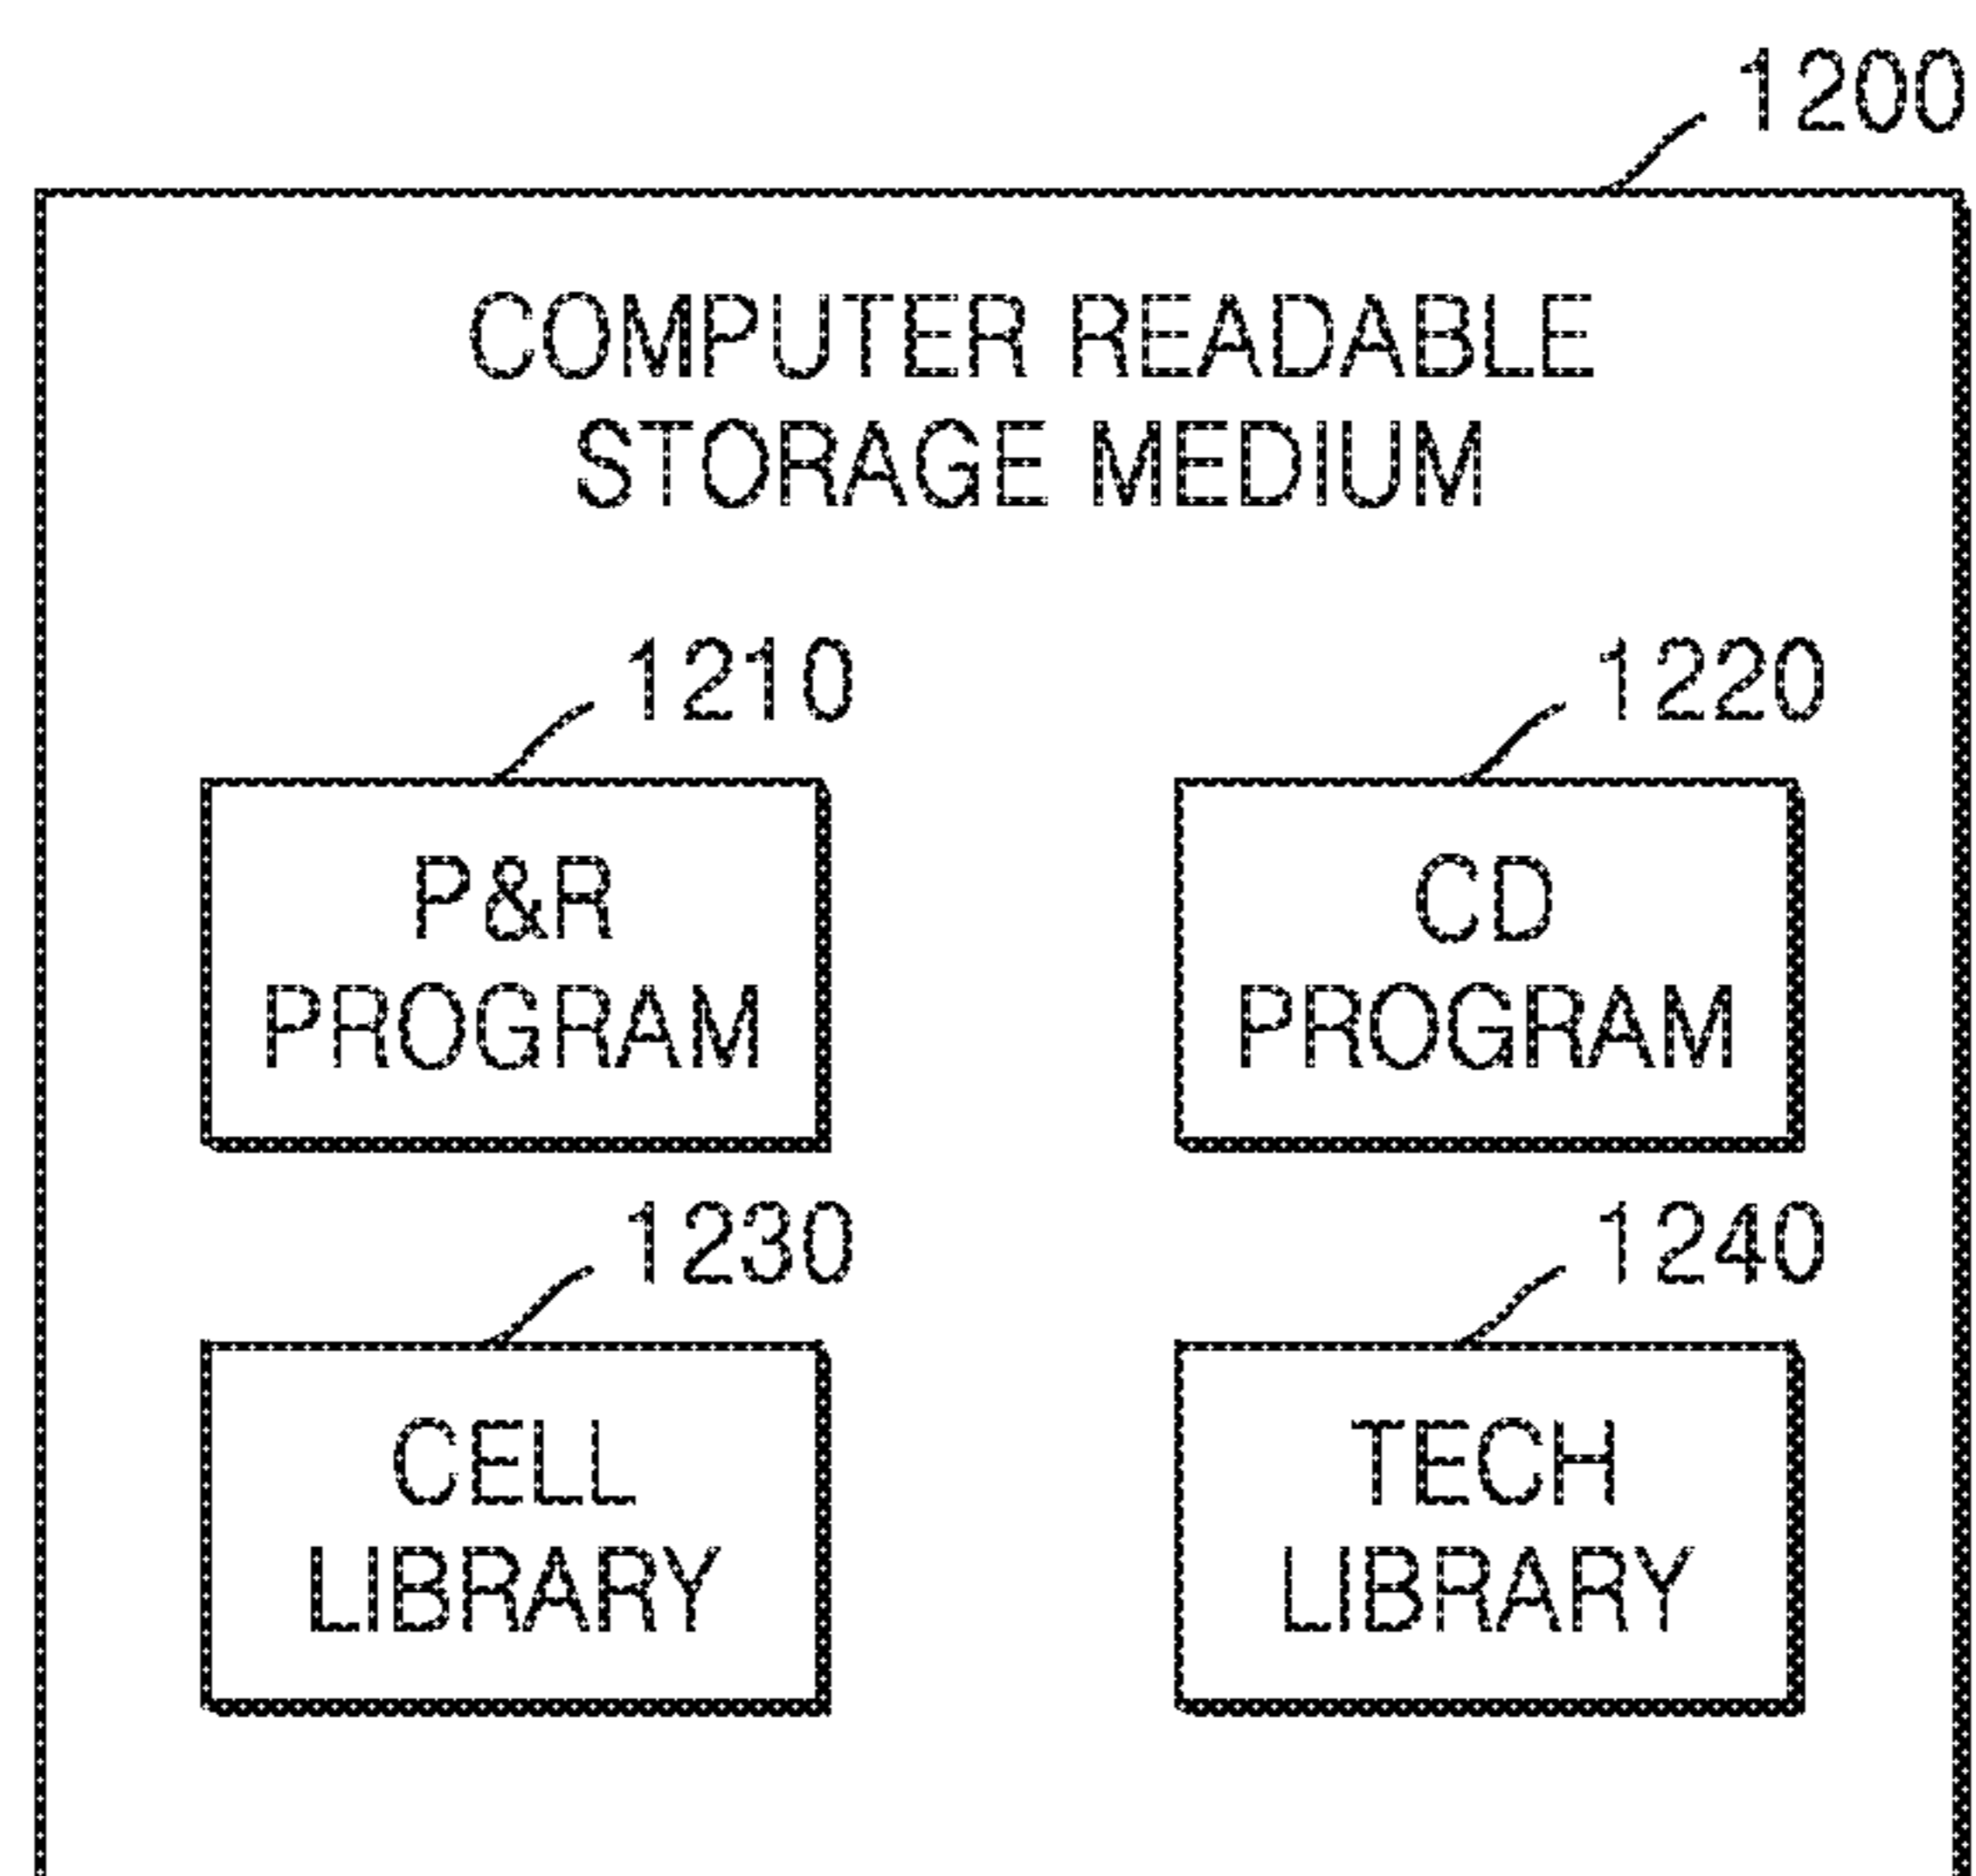 1200
COMPUTER READABLE
STORAGE MEDIUM
1210
P&R
PROGRAM
1220
CD
PROGRAM
1230
CELL
LIBRARY
1240
TECH
LIBRARY